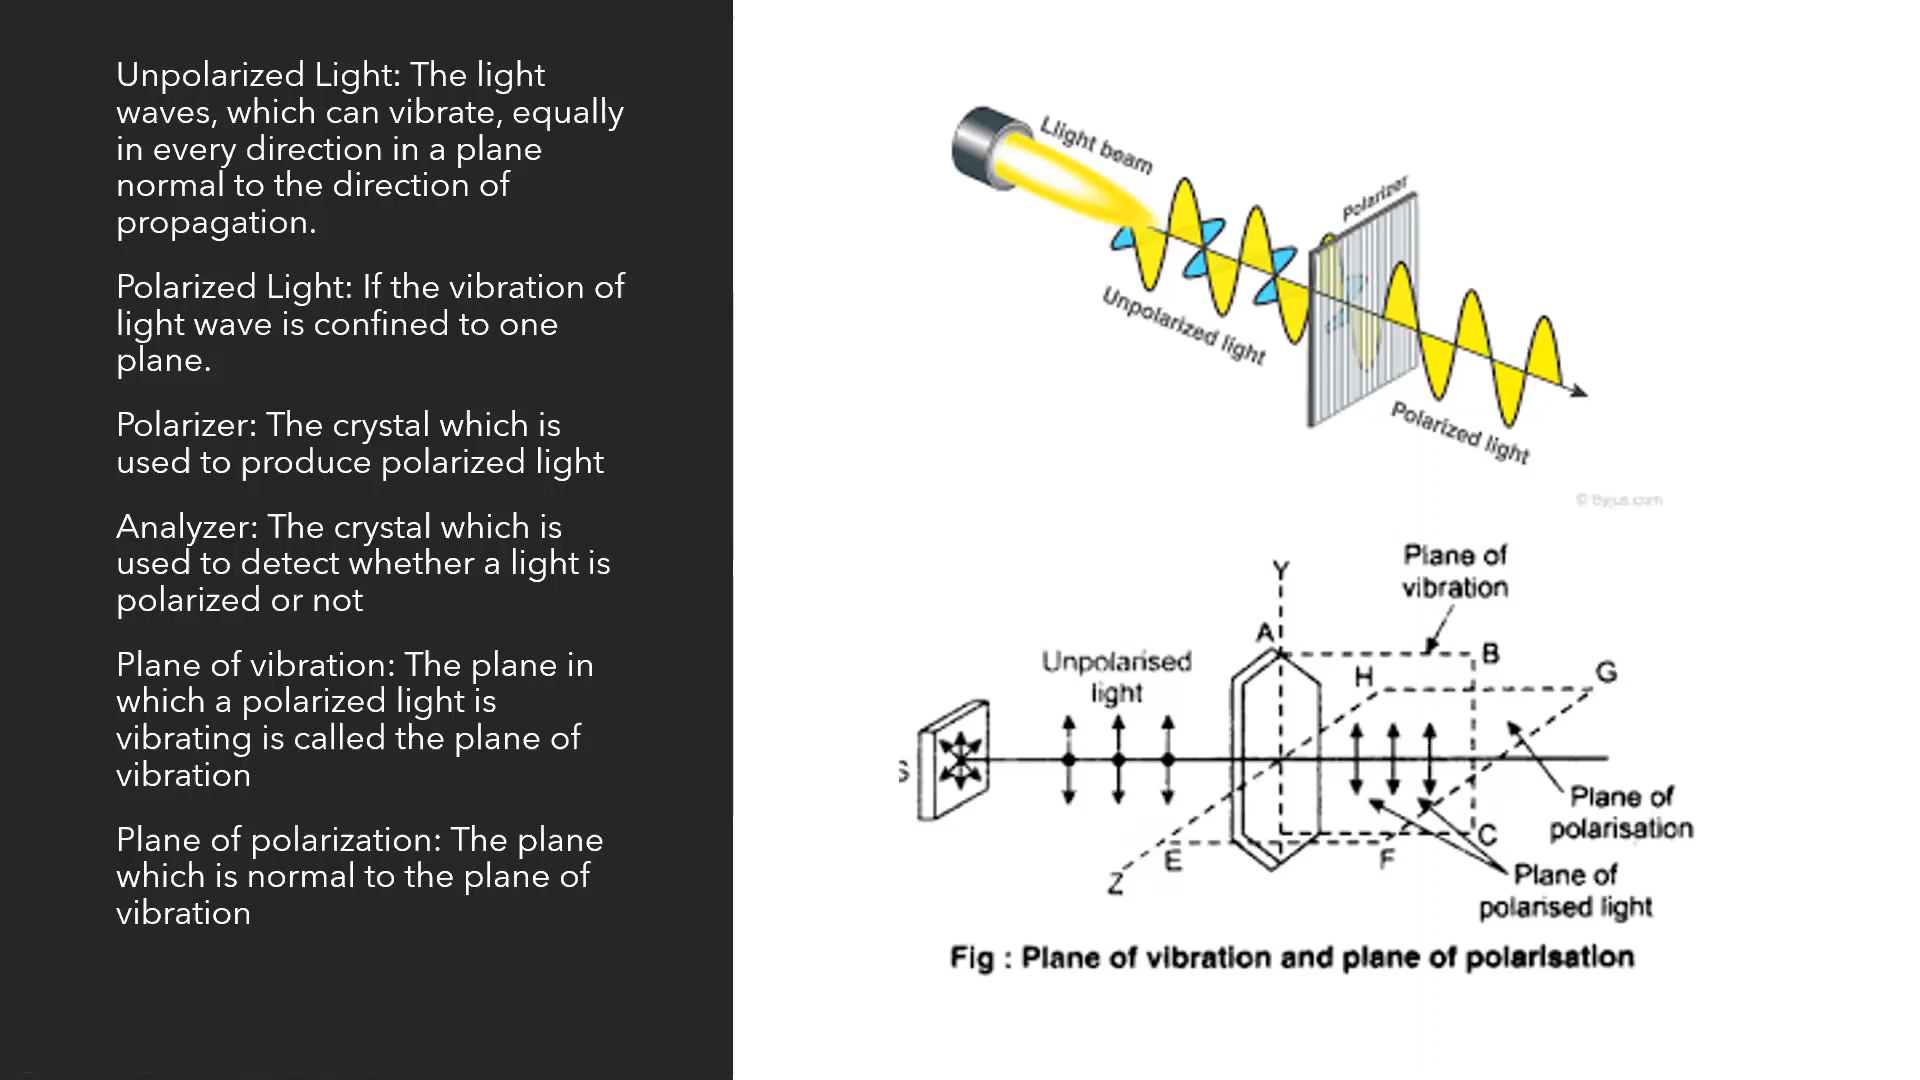 Unpolarized Light: The light
waves, which can vibrate, equally
in every direction in a plane
normal to the direction of
propagation.
Polarized Light: If the vibration of
light wave is confined to one
plane.
Polarizer: The crystal which is
used to produce polarized light
Analyzer: The crystal which is
used to detect whether a light is
polarized or not
Plane of vibration: The plane in
which a polarized light is
vibrating is called the plane of
vibration
Plane of polarization: The plane
which is normal to the plane of
vibration
Llight beam
Polarizer
Unpolarized light
Polarized light
© Byjus.com
Plane of
vibration
Y
A
B
Unpolarised
light
H
G
S
Plane of
polarisation
C
E
F
Z
Plane of
polarised light
Fig : Plane of vibration and plane of polarisation